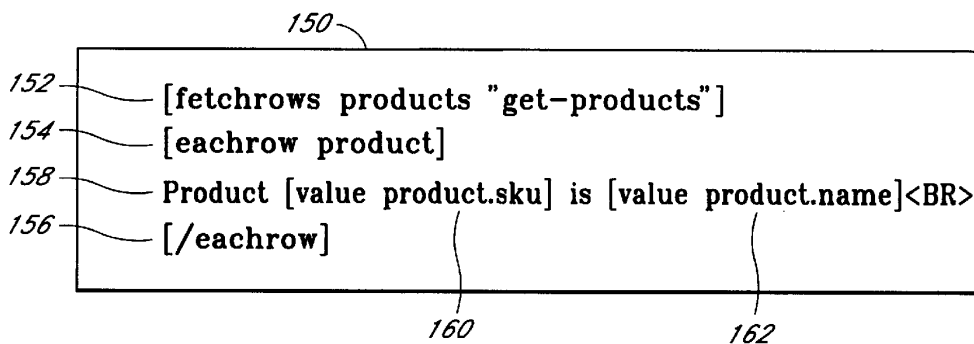 150
152 [fetchrows products "get-products"]
154 [eachrow product]
158 Product [value product.sku] is [value product.name]<BR>
156 [/eachrow]
160 162